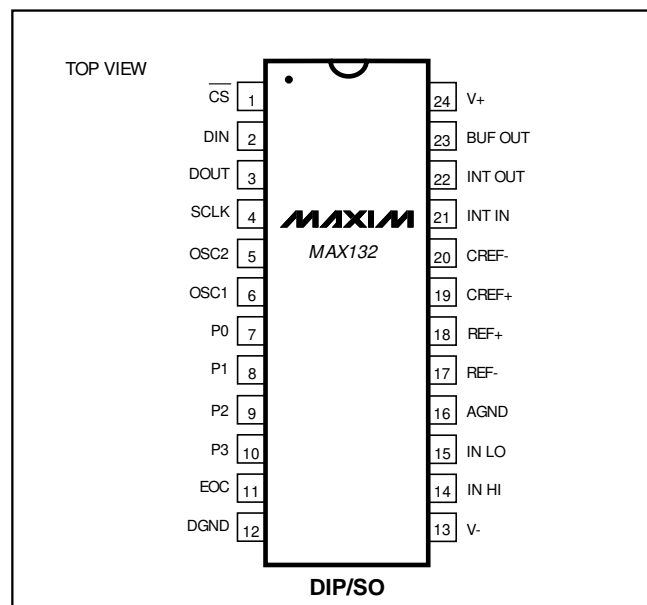 TOP VIEW
C̅S̅ 1
DIN 2
DOUT 3
SCLK 4
OSC2 5
OSC1 6
P0 7
P1 8
P2 9
P3 10
EOC 11
DGND 12
MAXIM
MAX132
24 V+
23 BUF OUT
22 INT OUT
21 INT IN
20 CREF-
19 CREF+
18 REF+
17 REF-
16 AGND
15 IN LO
14 IN HI
13 V-
DIP/SO